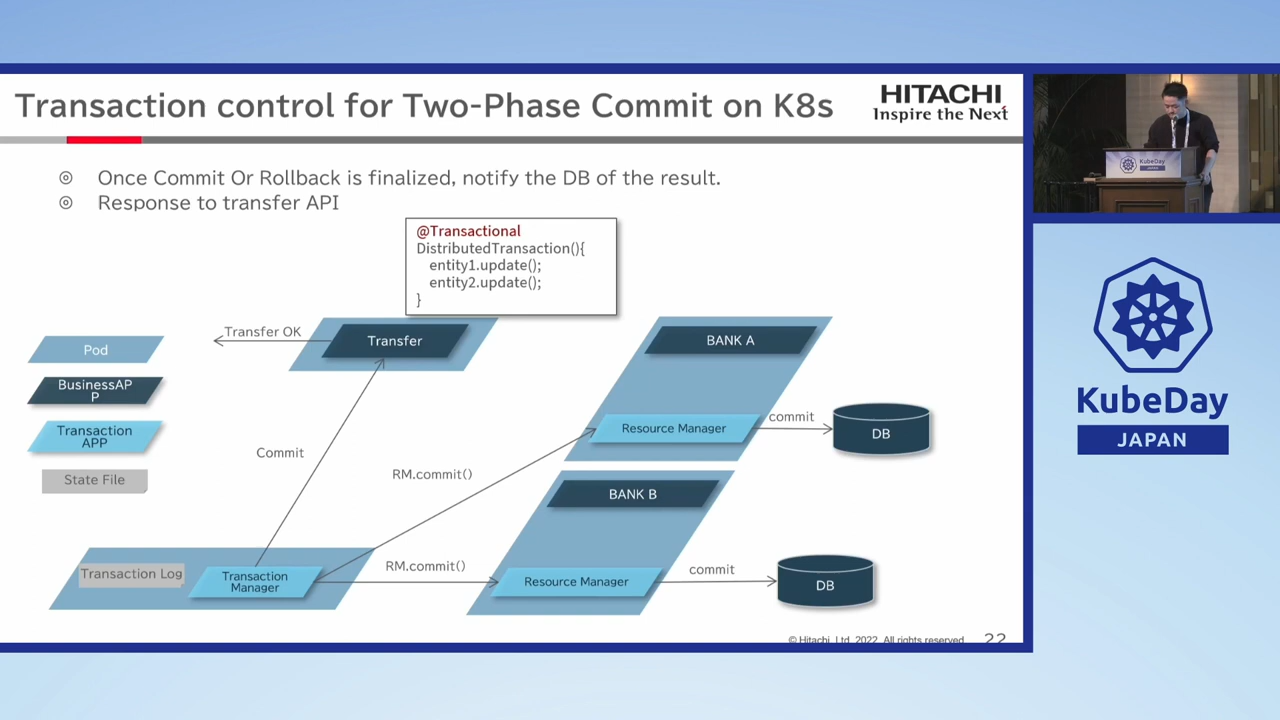 Transaction control for Two-Phase Commit on K8s
HITACHI
Inspire the Next
◎ Once Commit Or Rollback is finalized, notify the DB of the result.
◎ Response to transfer API
@Transactional
DistributedTransaction(){
entity1.update();
entity2.update();
}
Transfer OK
Transfer
BANK A
Pod
BusinessAP
P
Transaction
APP
State File
Resource Manager
commit
DB
Commit
RM.commit()
BANK B
Transaction Log
Transaction
Manager
RM.commit()
Resource Manager
commit
DB
© Hitachi, Ltd. 2022. All rights reserved.
22
KubeDay
JAPAN
KubeDay
JAPAN